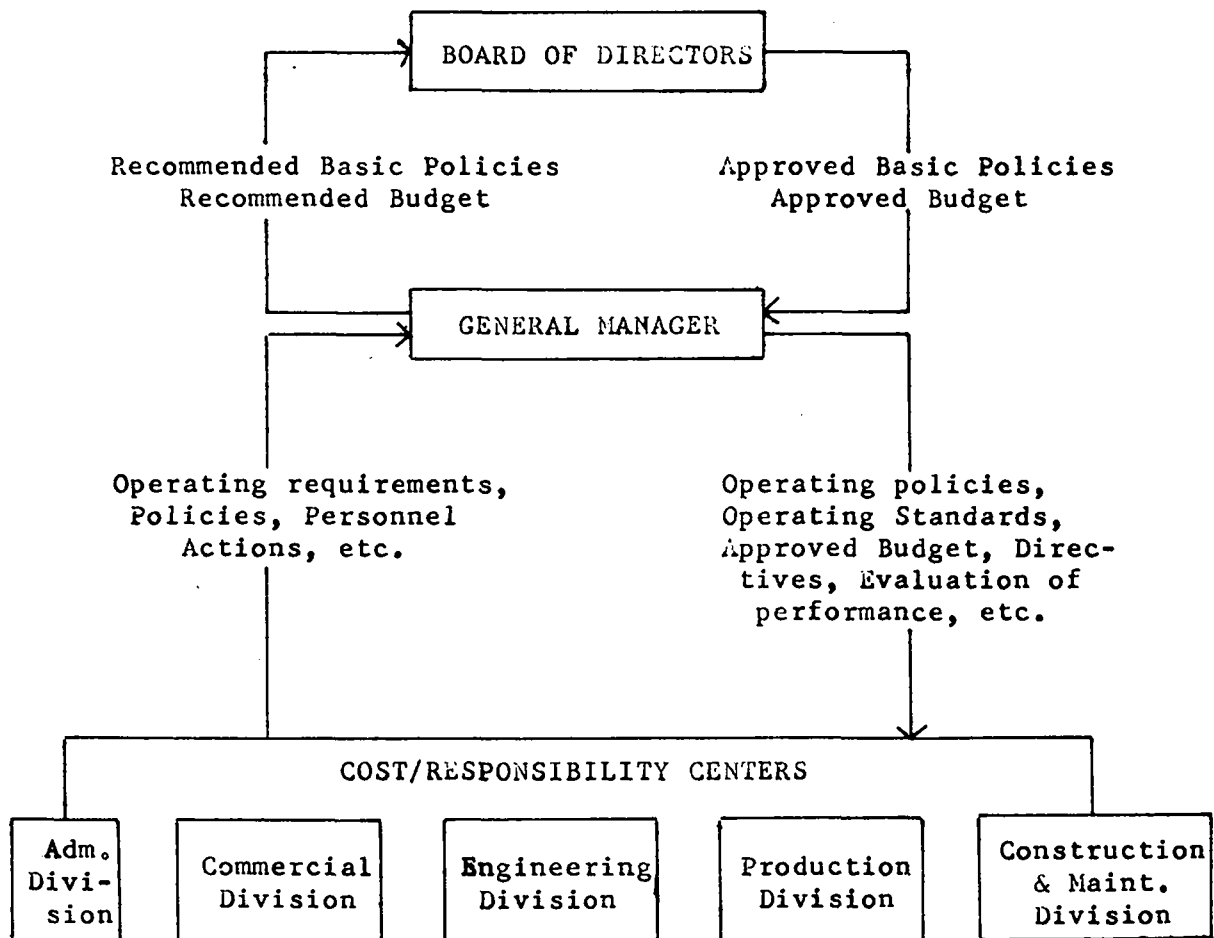 BOARD OF DIRECTORS
Recommended Basic Policies
Recommended Budget
Approved Basic Policies
Approved Budget
GENERAL MANAGER
Operating requirements,
Policies, Personnel
Actions, etc.
Operating policies,
Operating Standards,
Approved Budget, Direc-
tives, Evaluation of
performance, etc.
COST/RESPONSIBILITY CENTERS
Adm.
Divi-
sion
Commercial
Division
Engineering
Division
Production
Division
Construction
& Maint.
Division